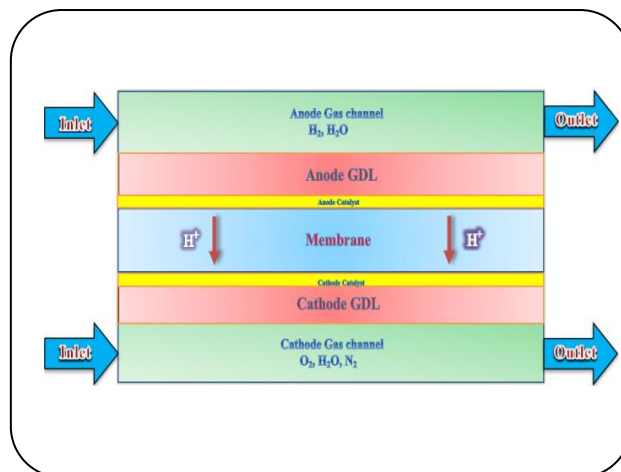 Inlet
Anode Gas channel
H₂, H₂O
Outlet
Anode GDL
Anode Catalyst
H⁺
Membrane
H⁺
Cathode Catalyst
Cathode GDL
Inlet
Cathode Gas channel
O₂, H₂O, N₂
Outlet